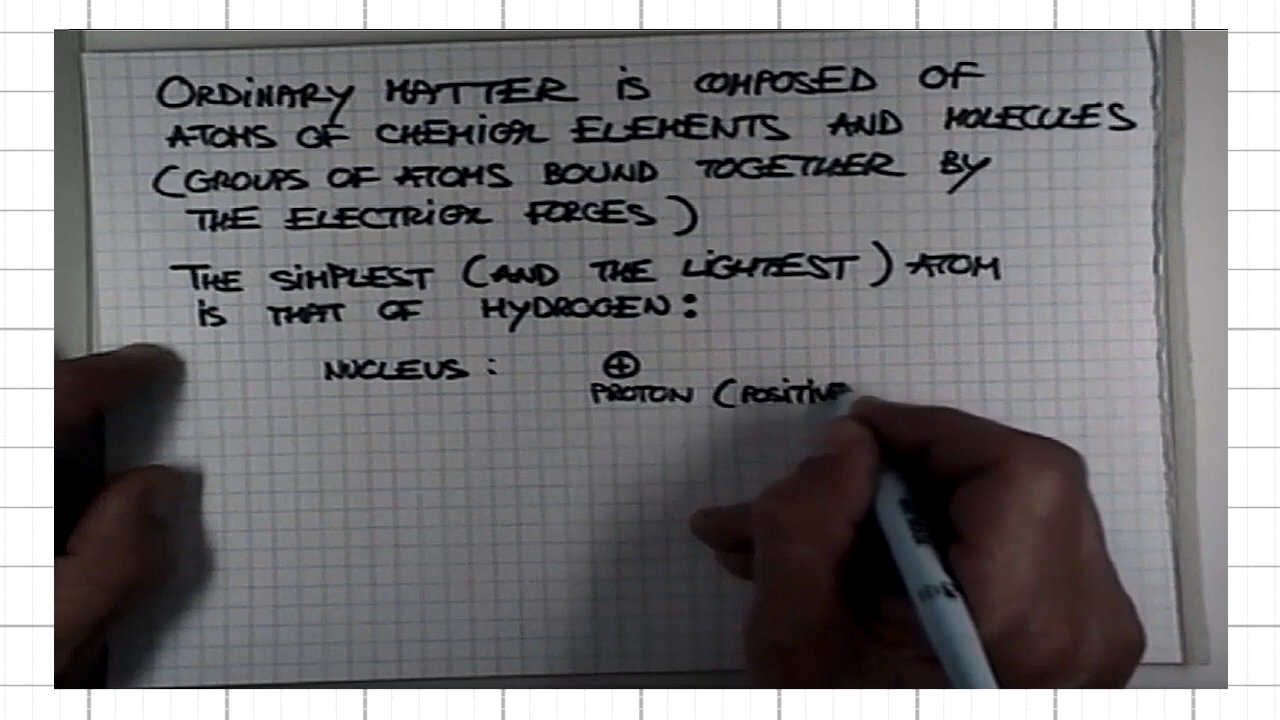 ORDINARY MATTER IS COMPOSED OF
ATOMS OF CHEMICAL ELEMENTS AND MOLECULES
(GROUPS OF ATOMS BOUND TOGETHER BY
THE ELECTRICAL FORCES)
THE SIMPLEST (AND THE LIGHTEST) ATOM
IS THAT OF HYDROGEN:
NUCLEUS: ⊕
PROTON (POSITIVE